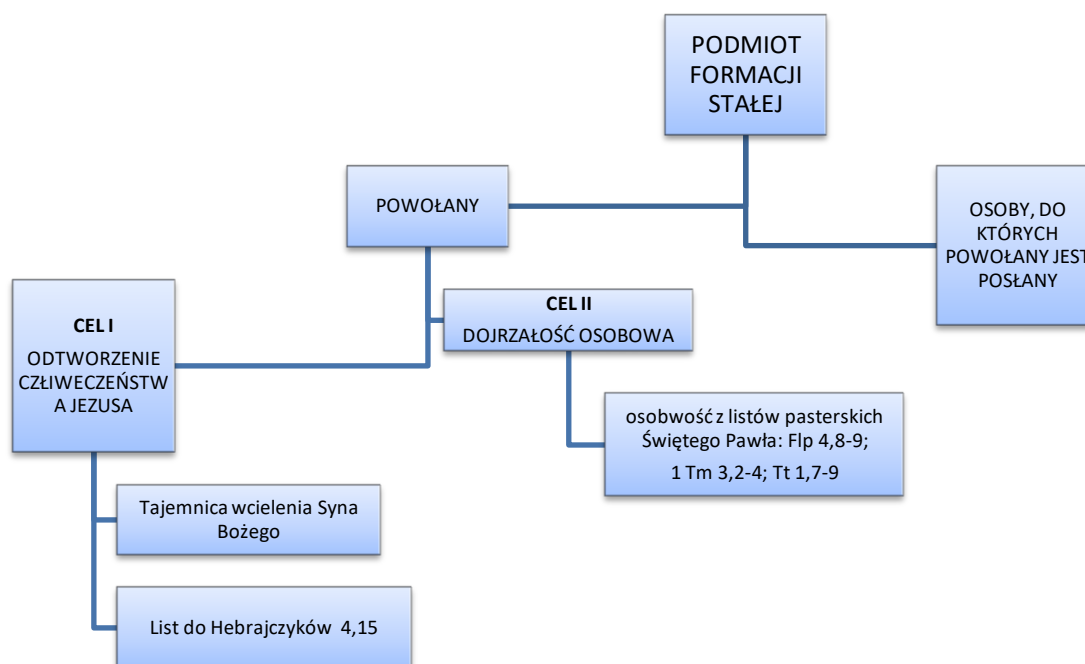 PODMIOT
FORMACJI
STAŁEJ
POWOŁANY
OSOBY, DO
KTÓRYCH
POWOŁANY JEST
POSŁANY
CEL I
ODTWORZENIE
CZŁIWECZEŃSTW
A JEZUSA
CEL II
DOJRZAŁOŚĆ OSOBOWA
osobwość z listów pasterskich
Świętego Pawła: Flp 4,8-9;
1 Tm 3,2-4; Tt 1,7-9
Tajemnica wcielenia Syna
Bożego
List do Hebrajczyków 4,15